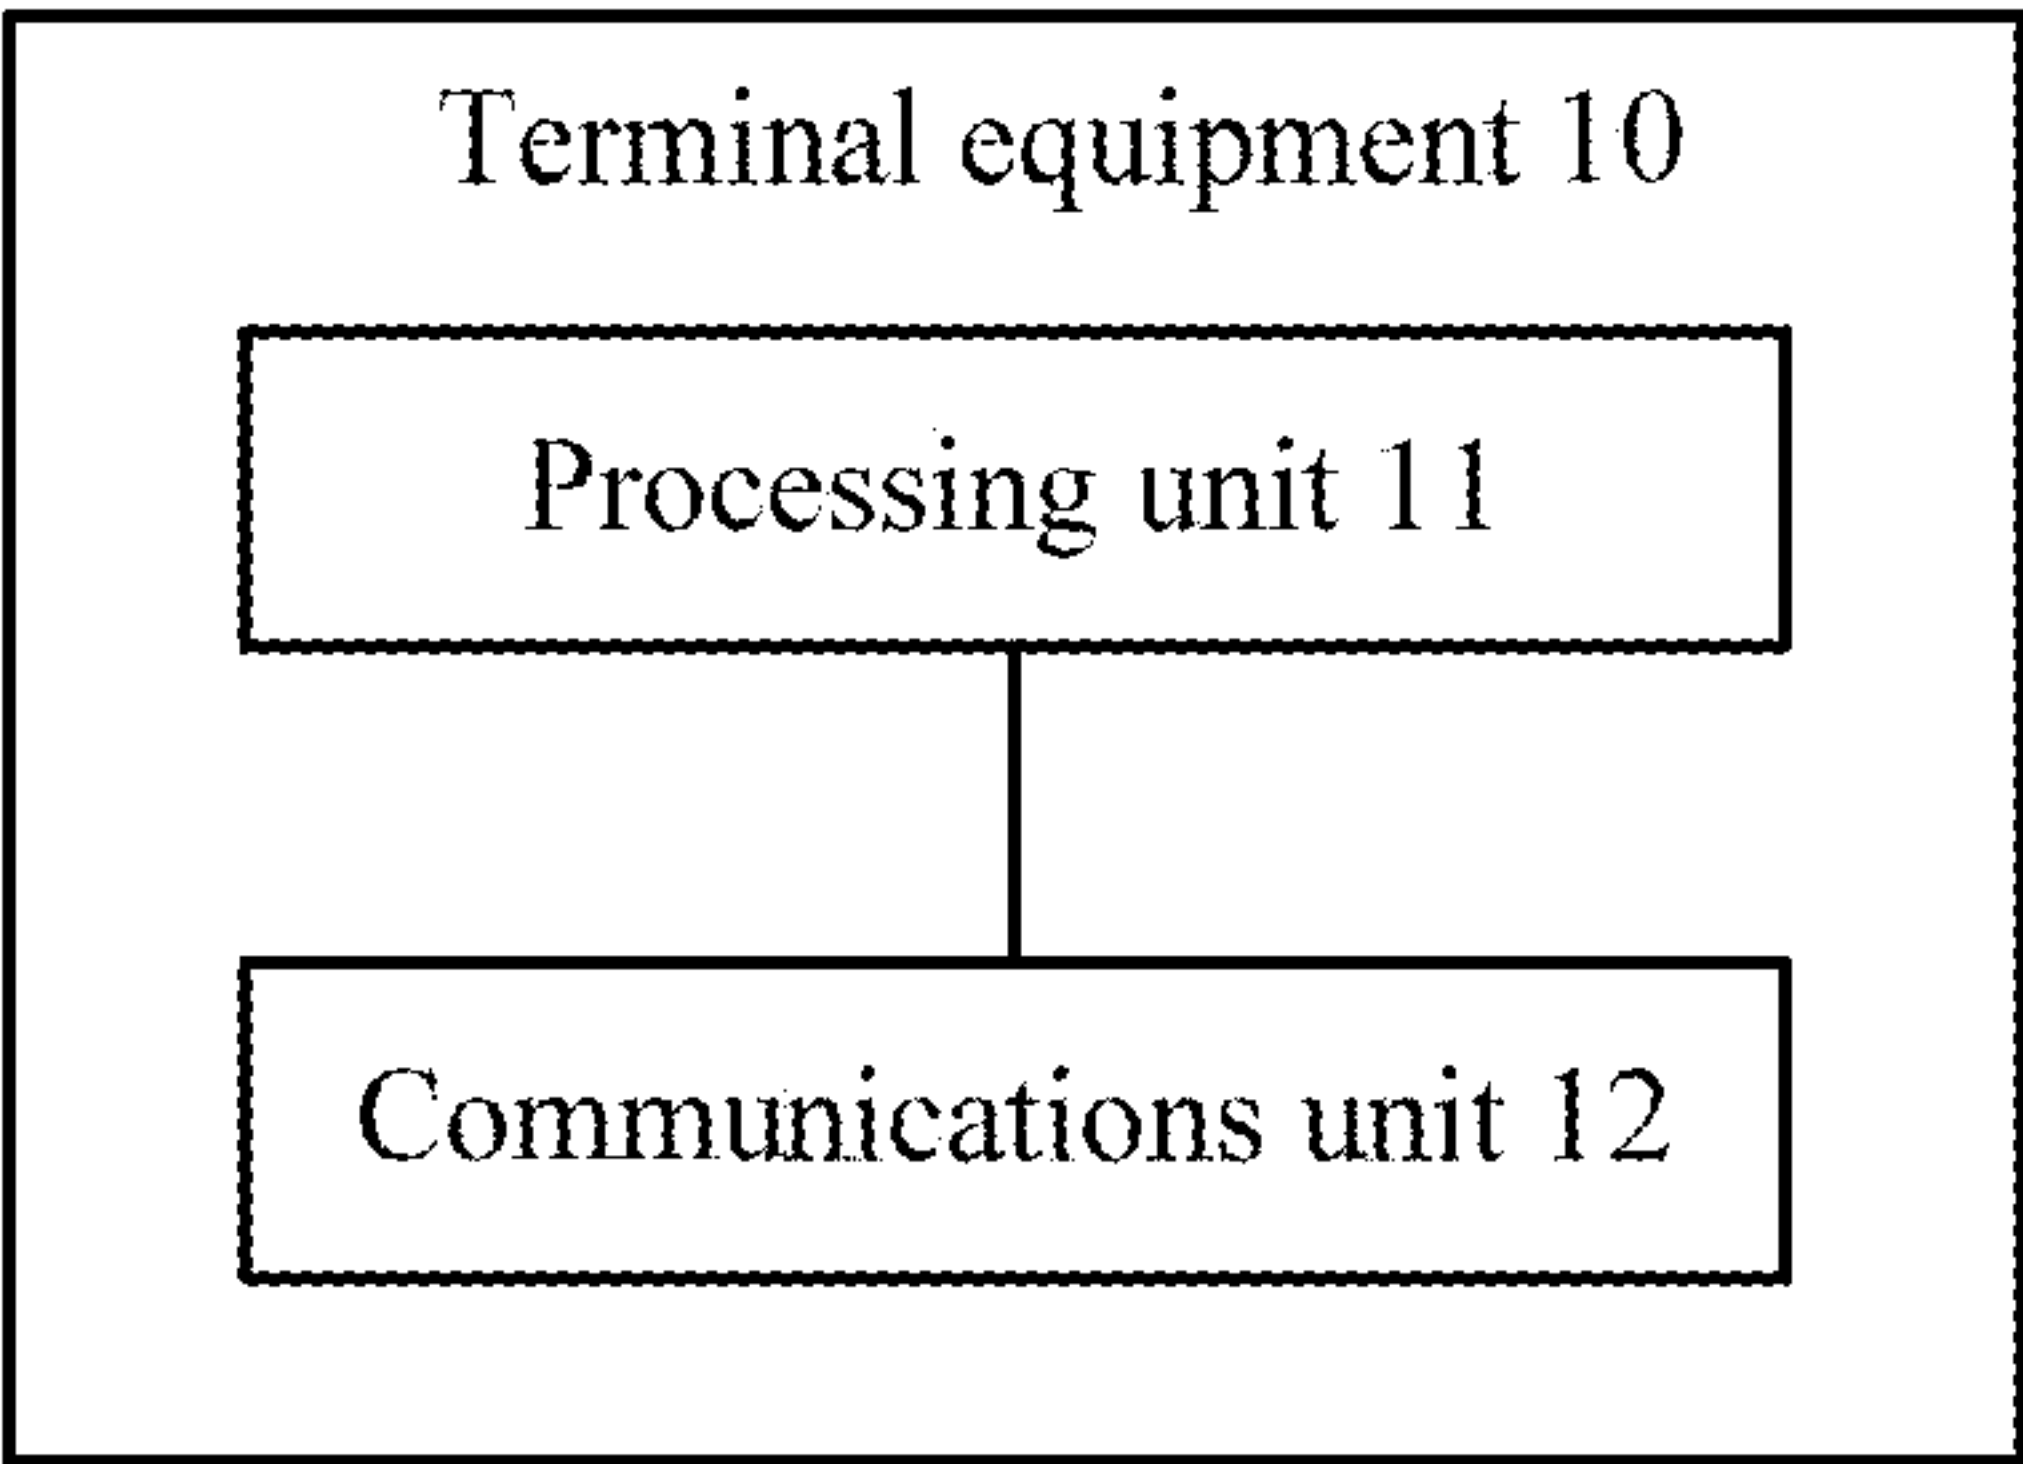 Terminal equipment 10
Processing unit 11
Communications unit 12